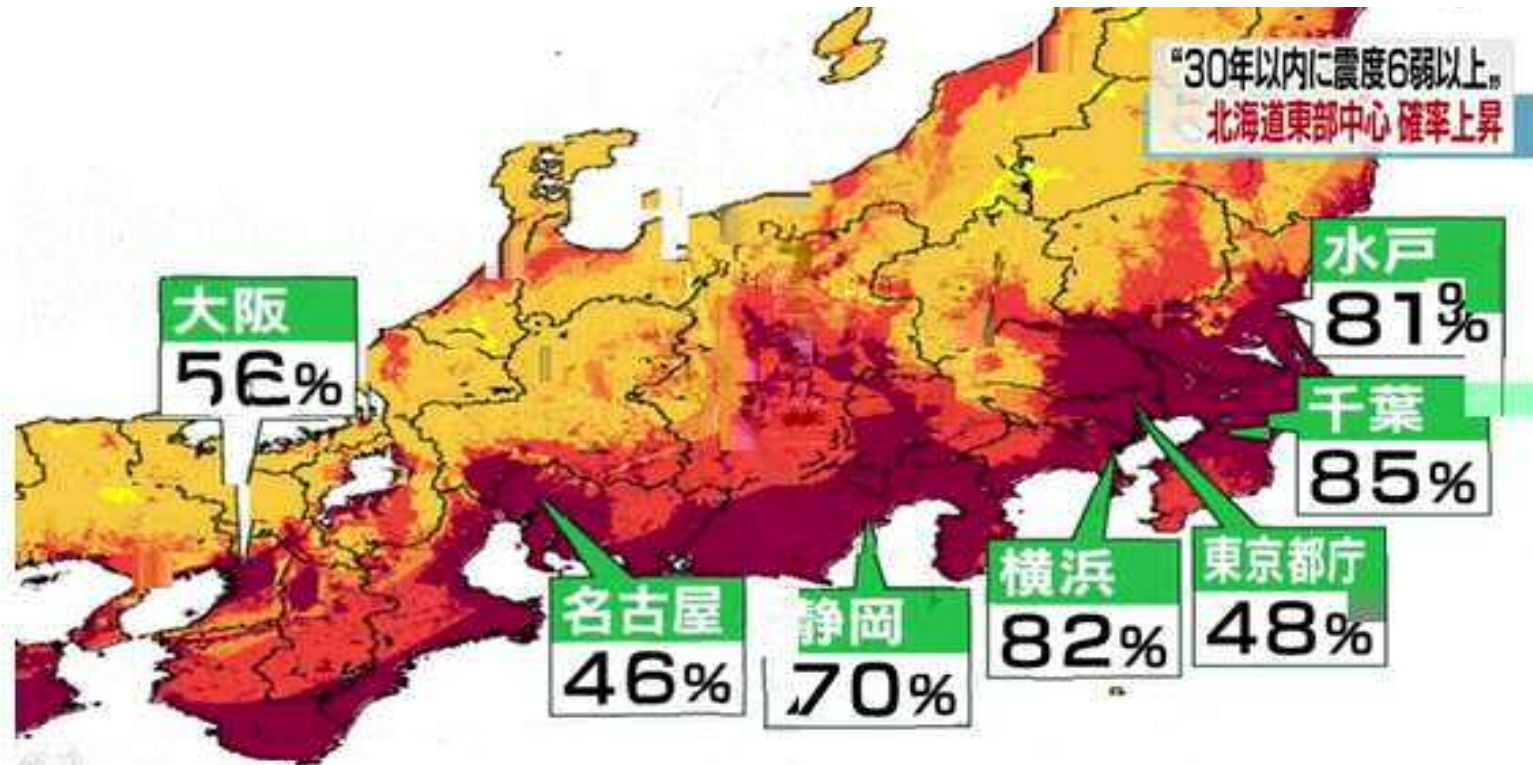 “30年以内に震度6弱以上”
北海道東部中心 確率上昇
水戸
81%
大阪
56%
千葉
85%
名古屋
46%
静岡
70%
横浜
82%
東京都庁
48%